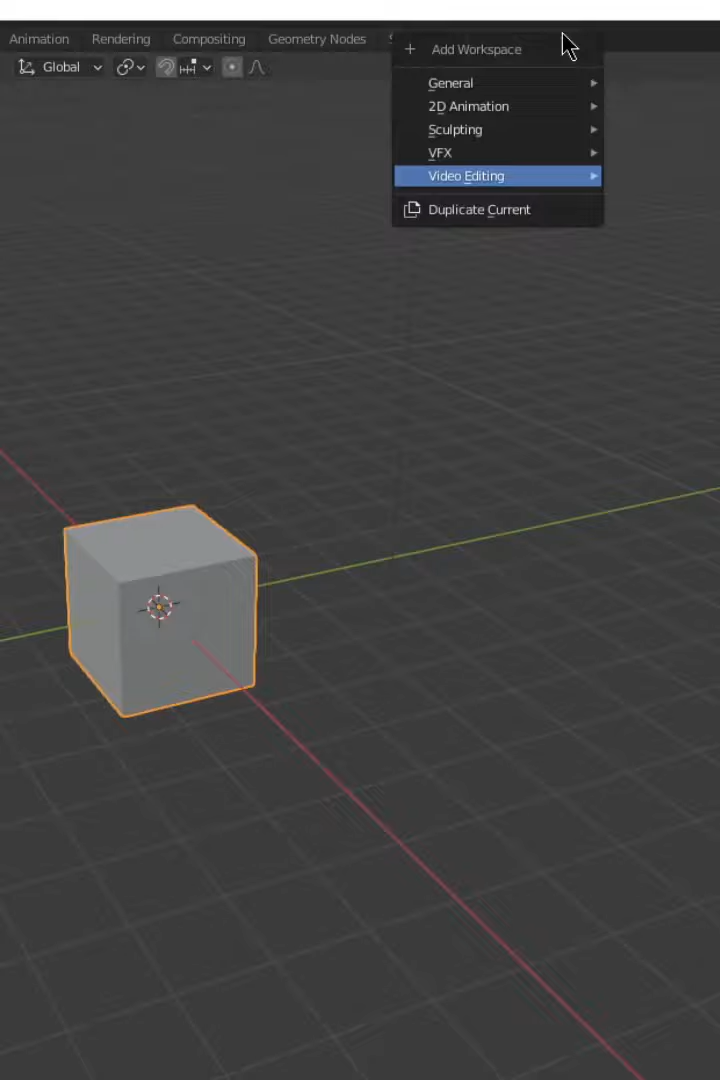 Animation Rendering Compositing Geometry Nodes
Add Workspace
Global
General
2D Animation
Sculpting
VFX
Video Editing
Duplicate Current